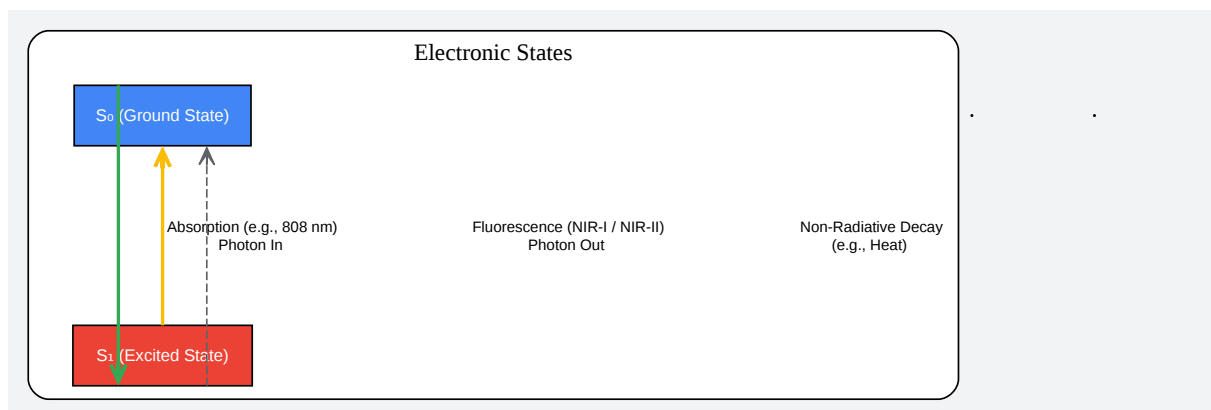 Electronic States
S₀ (Ground State)
Absorption (e.g., 808 nm)
Photon In
Fluorescence (NIR-I / NIR-II)
Photon Out
Non-Radiative Decay
(e.g., Heat)
S₁ (Excited State)